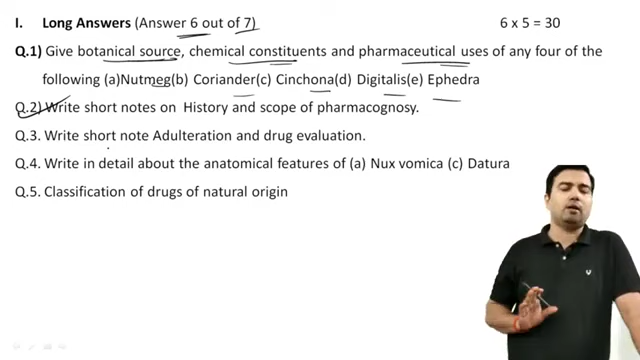 I. Long Answers (Answer 6 out of 7) 6 x 5 = 30
Q.1) Give botanical source, chemical constituents and pharmaceutical uses of any four of the
following (a)Nutmeg(b) Coriander(c) Cinchona(d) Digitalis(e) Ephedra
Q.2) Write short notes on History and scope of pharmacognosy.
Q.3. Write short note Adulteration and drug evaluation.
Q.4. Write in detail about the anatomical features of (a) Nux vomica (c) Datura
Q.5. Classification of drugs of natural origin